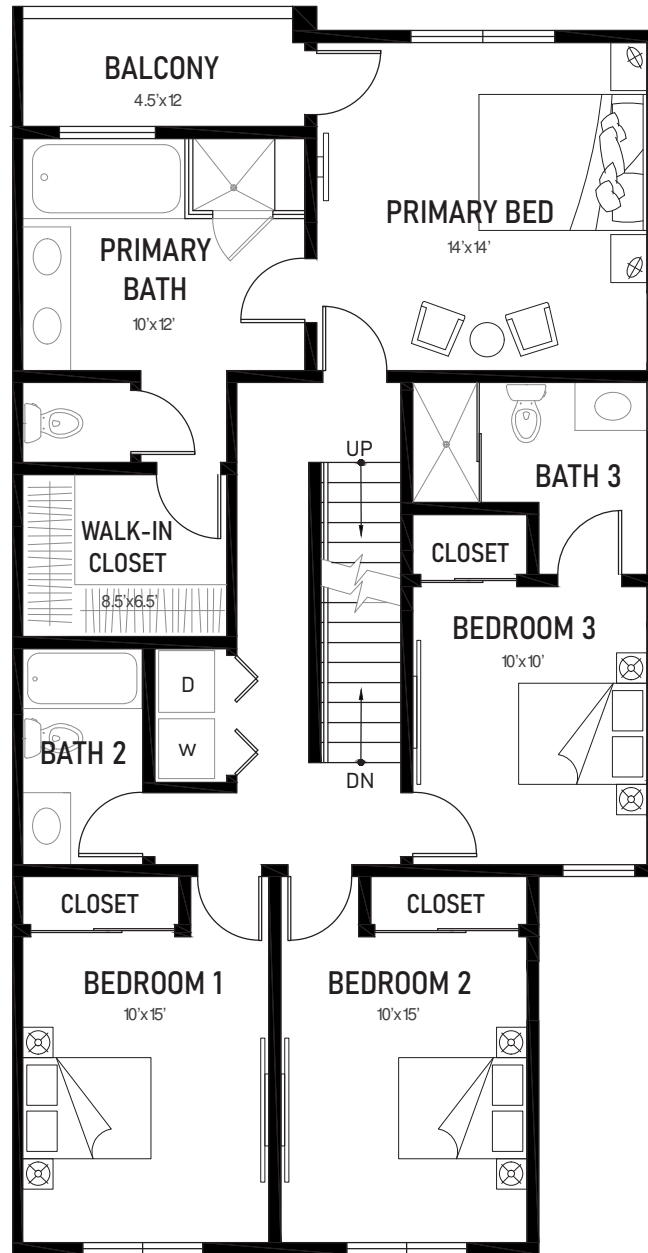 BALCONY
4.5'x12
PRIMARY BED
14'x14'
PRIMARY
BATH
10'x12'
UP
BATH 3
WALK-IN
CLOSET
8.5'x6.5'
CLOSET
BEDROOM 3
10'x10'
D
W
BATH 2
DN
CLOSET
CLOSET
BEDROOM 1
10'x15'
BEDROOM 2
10'x15'